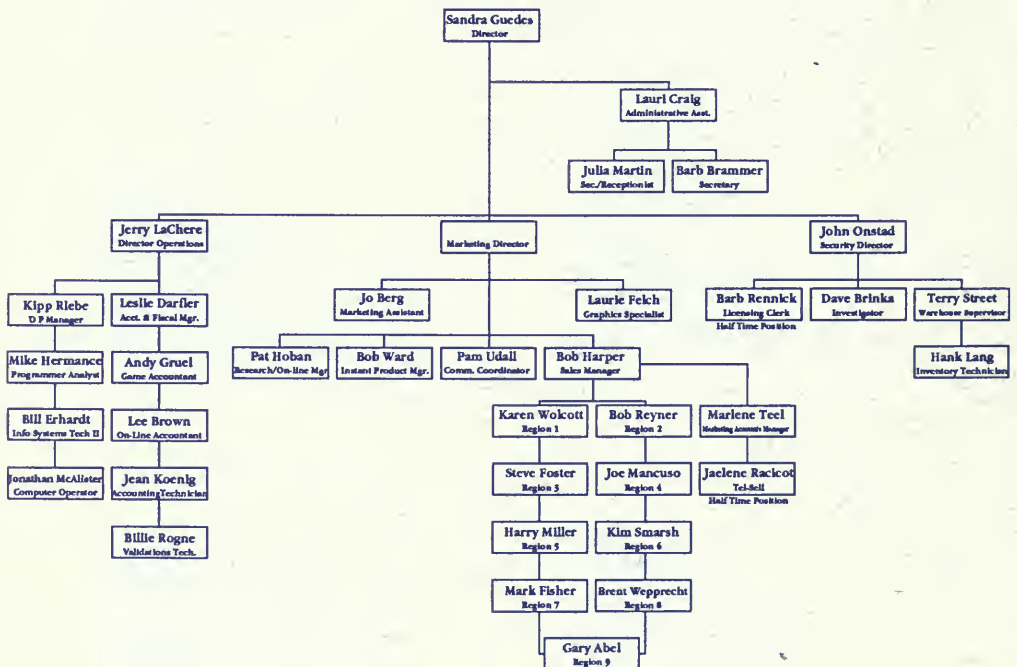 Sandra Guedes
Director
Lauri Craig
Administrative Asst.
Julia Martin
Sec./Receptionist
Barb Brammer
Secretary
Jerry LaChere
Director Operations
Marketing Director
John Onstad
Security Director
Kipp Riebe
D P Manager
Leslie Darfler
Acct. & Fiscal Mgr.
Jo Berg
Marketing Assistant
Laurie Felch
Graphics Specialist
Barb Rennick
Licensing Clerk
Half Time Position
Dave Brinka
Investigator
Terry Street
Warehouse Supervisor
Mike Hermance
Programmer Analyst
Andy Gruel
Game Accountant
Pat Hoban
Research/On-line Mgr
Bob Ward
Instant Product Mgr.
Pam Udall
Comm. Coordinator
Bob Harper
Sales Manager
Hank Lang
Inventory Technician
Bill Erhardt
Info Systems Tech II
Lee Brown
On-Line Accountant
Karen Wolcott
Region 1
Bob Reyner
Region 2
Marlene Teel
Marketing Accounts Manager
Jonathan McAlister
Computer Operator
Jean Koenig
Accounting Technician
Steve Foster
Region 3
Joe Mancuso
Region 4
Jaelene Racicot
Tel-Sell
Half Time Position
Billie Rogne
Validations Tech.
Harry Miller
Region 5
Kim Smarsh
Region 6
Mark Fisher
Region 7
Brent Wepprecht
Region 8
Gary Abel
Region 9